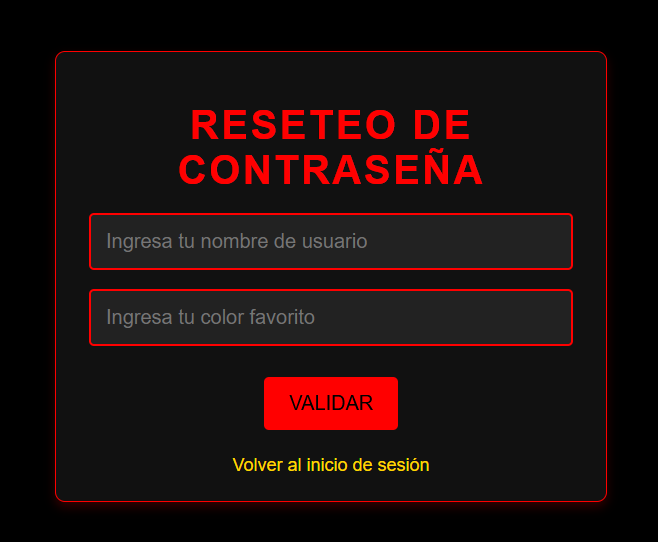 RESETEO DE
CONTRASEÑA
Ingresa tu nombre de usuario
Ingresa tu color favorito
VALIDAR
Volver al inicio de sesión